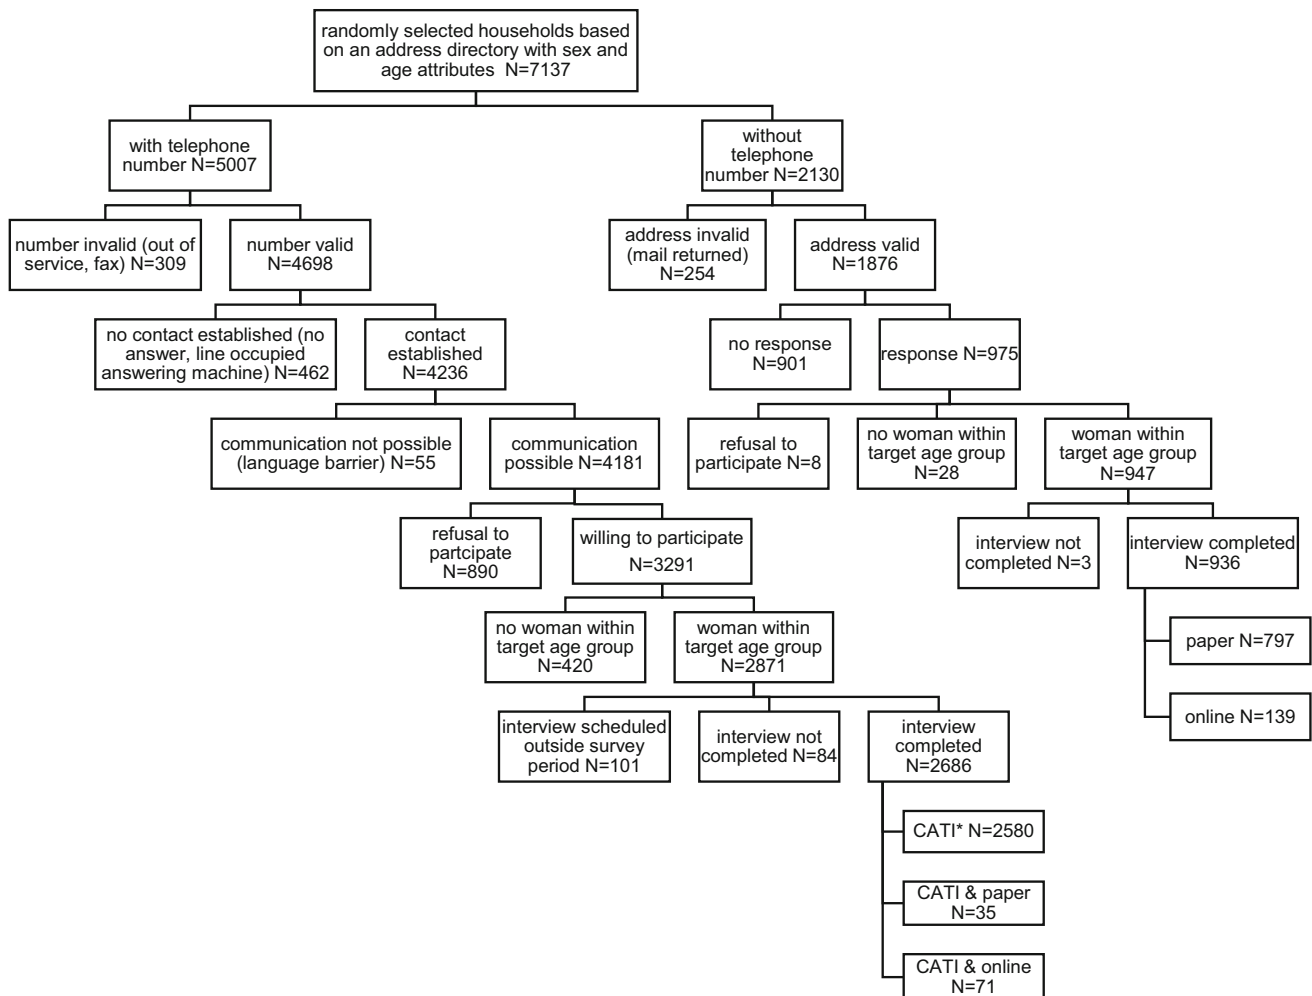 randomly selected households based
on an address directory with sex and
age attributes N=7137
with telephone
number N=5007
without
telephone
number N=2130
number invalid (out of
service, fax) N=309
number valid
N=4698
address invalid
(mail returned)
N=254
address valid
N=1876
no contact established (no
answer, line occupied
answering machine) N=462
contact
established
N=4236
no response
N=901
response N=975
communication not possible
(language barrier) N=55
communication
possible N=4181
refusal to
participate N=8
no woman within
target age group
N=28
woman within
target age group
N=947
refusal to
partcipate
N=890
willing to participate
N=3291
interview not
completed N=3
interview completed
N=936
no woman within
target age group
N=420
woman within
target age group
N=2871
paper N=797
online N=139
interview scheduled
outside survey
period N=101
interview not
completed N=84
interview
completed
N=2686
CATI* N=2580
CATI & paper
N=35
CATI & online
N=71